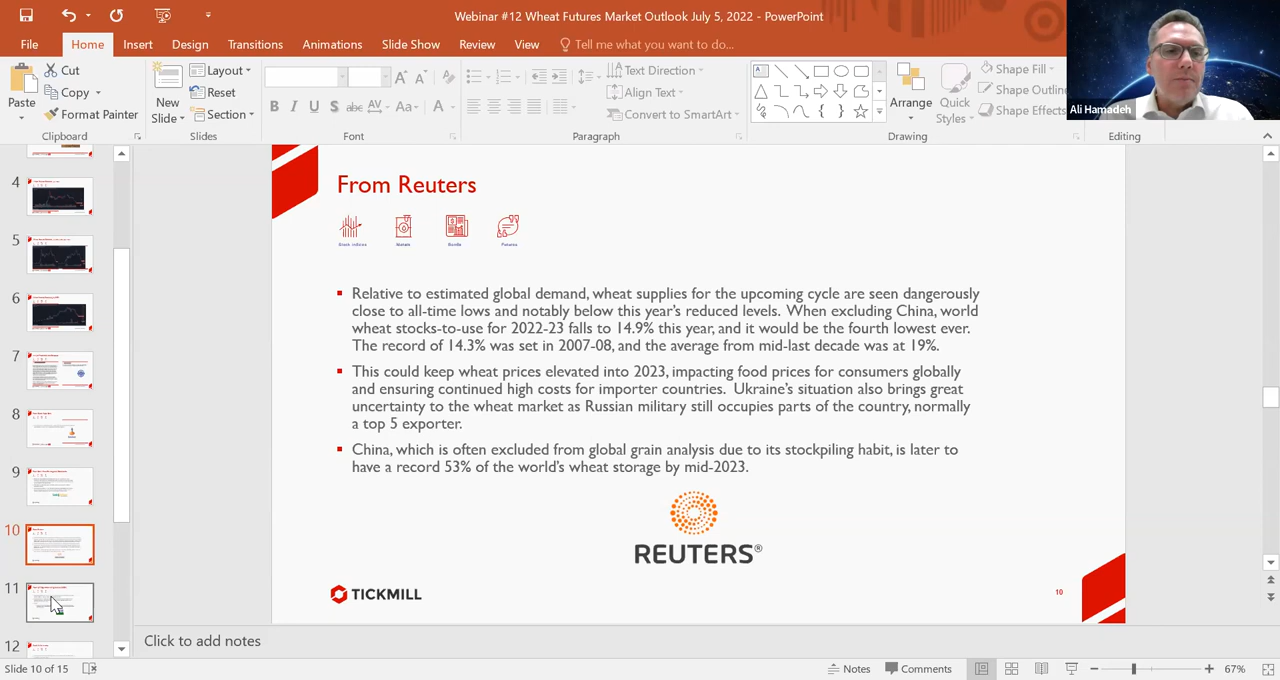 Webinar #12 Wheat Futures Market Outlook July 5, 2022 - PowerPoint
File
Home
Insert
Design
Transitions
Animations
Slide Show
Review
View
Tell me what you want to do...
Paste
Cut
Copy
Format Painter
Clipboard
New
Slide
Layout
Reset
Section
Slides
B I U S abc AV Aa A
Font
Text Direction
Align Text
Convert to SmartArt
Paragraph
Arrange
Quick
Styles
Shape Fill
Shape Outlin
Shape Effects
Drawing
Editing
Ali Hamadeh
4
5
6
7
8
9
10
11
12
From Reuters
Stock Indices
Bonds
Futures
Relative to estimated global demand, wheat supplies for the upcoming cycle are seen dangerously
close to all-time lows and notably below this year's reduced levels. When excluding China, world
wheat stocks-to-use for 2022-23 falls to 14.9% this year, and it would be the fourth lowest ever.
The record of 14.3% was set in 2007-08, and the average from mid-last decade was at 19%.
This could keep wheat prices elevated into 2023, impacting food prices for consumers globally
and ensuring continued high costs for importer countries. Ukraine's situation also brings great
uncertainty to the wheat market as Russian military still occupies parts of the country, normally
a top 5 exporter.
China, which is often excluded from global grain analysis due to its stockpiling habit, is later to
have a record 53% of the world's wheat storage by mid-2023.
REUTERS®
TICKMILL
10
Click to add notes
Slide 10 of 15
Notes
Comments
67%